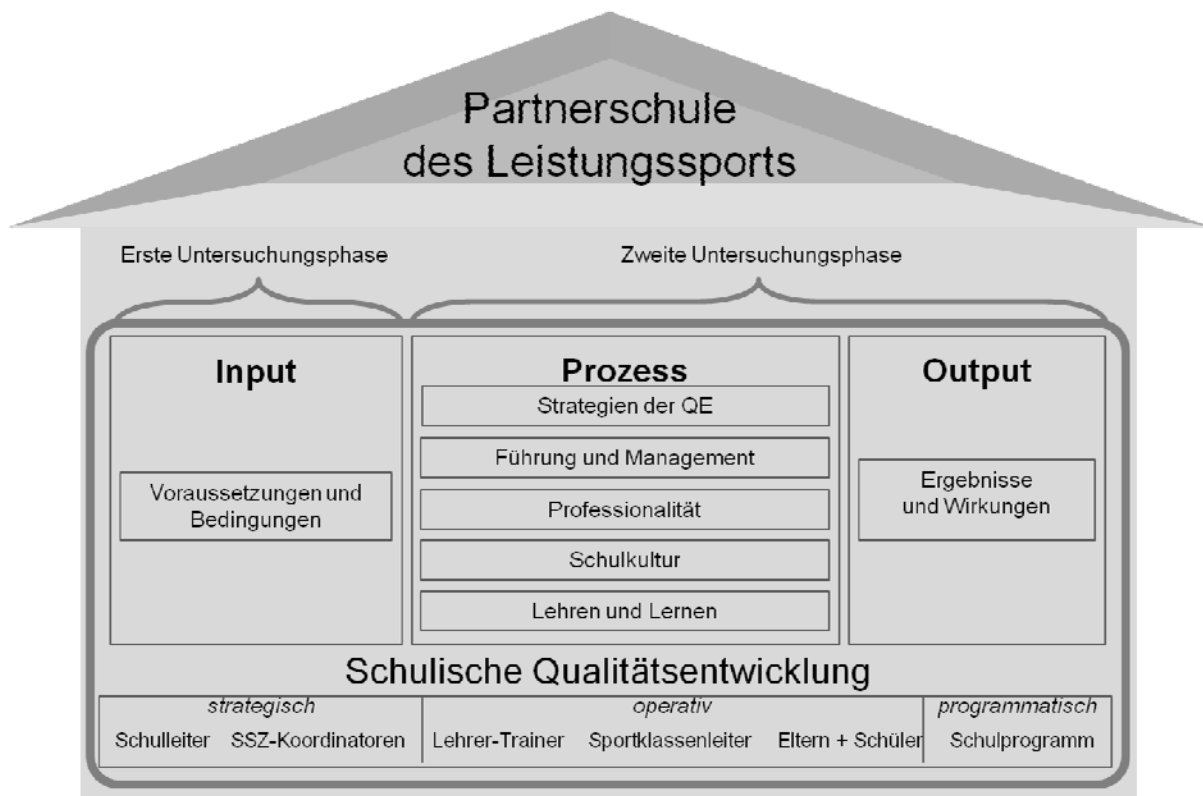 Partnerschule
des Leistungssports
Erste Untersuchungsphase
Zweite Untersuchungsphase
Input
Voraussetzungen und
Bedingungen
Prozess
Strategien der QE
Führung und Management
Professionalität
Schulkultur
Lehren und Lernen
Output
Ergebnisse
und Wirkungen
Schulische Qualitätsentwicklung
strategisch
Schulleiter SSZ-Koordinatoren
operativ
Lehrer-Trainer Sportklassenleiter Eltern + Schüler
programmatisch
Schulprogramm